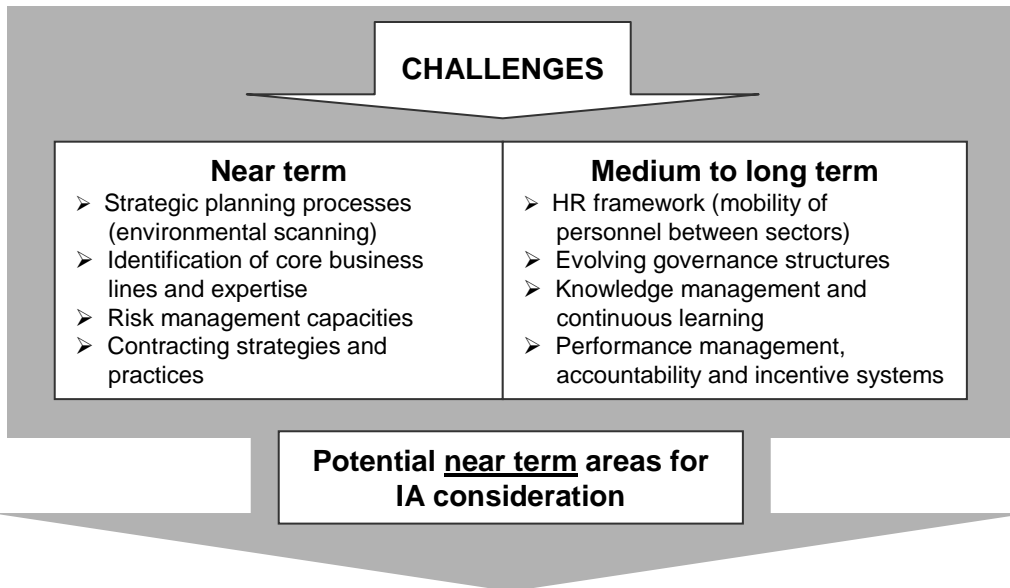 CHALLENGES
Near term
➢ Strategic planning processes
(environmental scanning)
➢ Identification of core business
lines and expertise
➢ Risk management capacities
➢ Contracting strategies and
practices
Medium to long term
➢ HR framework (mobility of
personnel between sectors)
➢ Evolving governance structures
➢ Knowledge management and
continuous learning
➢ Performance management,
accountability and incentive systems
Potential near term areas for
IA consideration